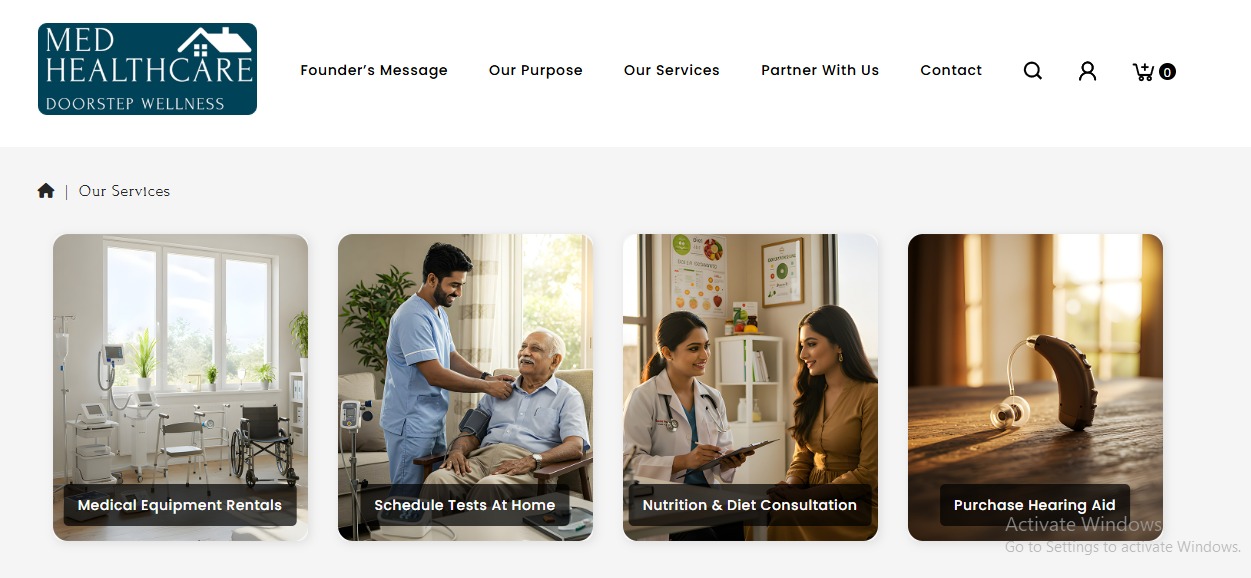 MED
HEALTHCARE
DOORSTEP WELLNESS
Founder's Message Our Purpose Our Services Partner With Us Contact 0
| Our Services
Medical Equipment Rentals
Schedule Tests At Home
Nutrition & Diet Consultation
Purchase Hearing Aid
Activate Windows
Go to Settings to activate Windows.